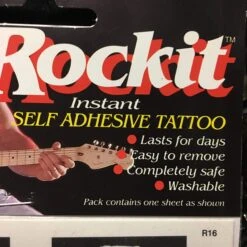 Rockit™
Instant
SELF ADHESIVE TATTOO
• Lasts for days
• Easy to remove
• Completely safe
• Washable
Pack contains one sheet as shown
R16